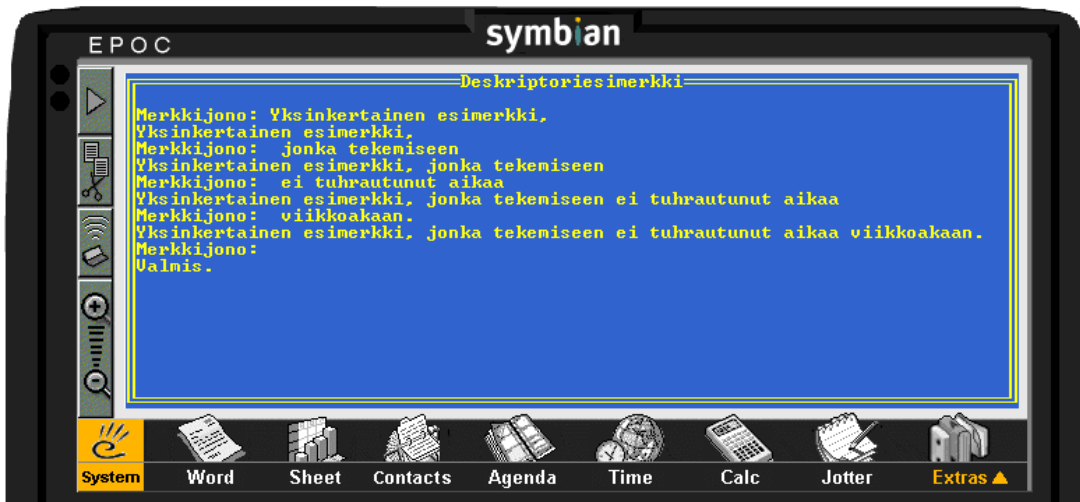 symbian
EPOC
Deskriptoriesimerkki
Merkkijono: Yksinkertainen esimerkki,
Yksinkertainen esimerkki,
Merkkijono:  jonka tekemiseen
Yksinkertainen esimerkki, jonka tekemiseen
Merkkijono:  ei tuhrautunut aikaa
Yksinkertainen esimerkki, jonka tekemiseen ei tuhrautunut aikaa
Merkkijono:  viikkoakaan.
Yksinkertainen esimerkki, jonka tekemiseen ei tuhrautunut aikaa viikkoakaan.
Merkkijono:
Valmis.
System Word Sheet Contacts Agenda Time Calc Jotter Extras ▲